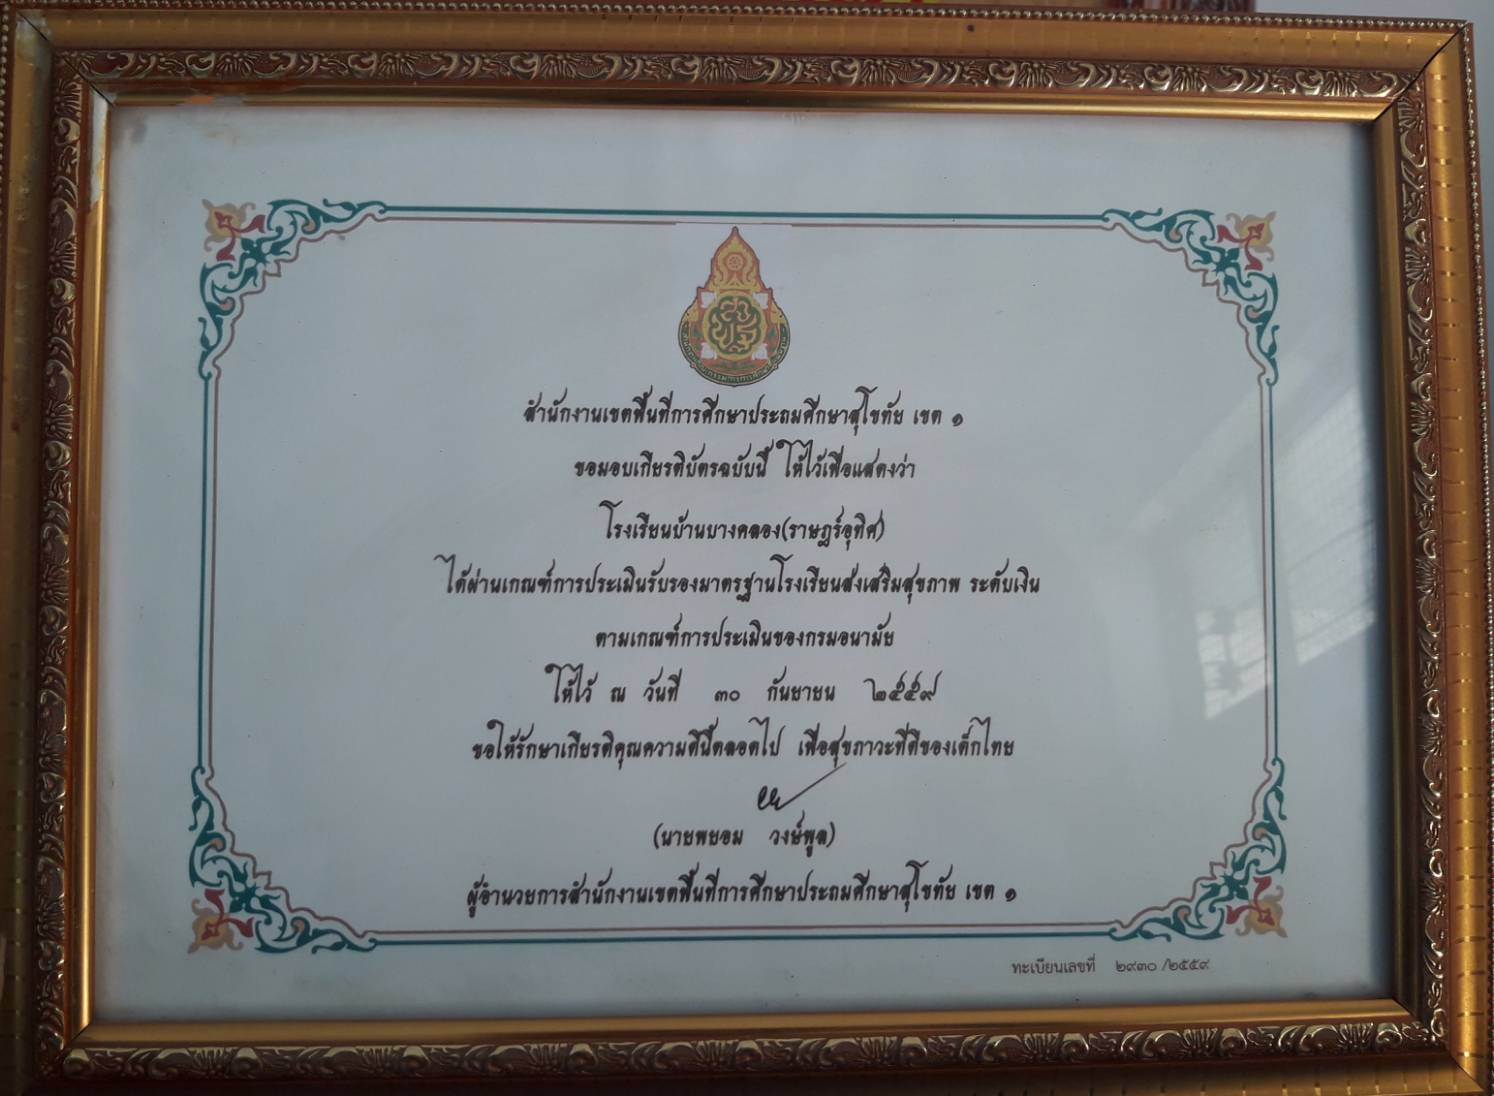 สำนักงานเขตพื้นที่การศึกษาประถมศึกษาสุโขทัย เขต ๑
ขอมอบเกียรติบัตรฉบับนี้ ให้ไว้เพื่อแสดงว่า
โรงเรียนบ้านบางคลอง(ราษฎร์อุทิศ)
ได้ผ่านเกณฑ์การประเมินรับรองมาตรฐานโรงเรียนส่งเสริมสุขภาพ ระดับเงิน
ตามเกณฑ์การประเมินของกรมอนามัย
ให้ไว้ ณ วันที่ ๓๐ กันยายน ๒๕๕๙
ขอให้รักษาเกียรติคุณความดีนี้ตลอดไป เพื่อสุขภาวะที่ดีของเด็กไทย
(นายพยอม วงษ์พูล)
ผู้อำนวยการสำนักงานเขตพื้นที่การศึกษาประถมศึกษาสุโขทัย เขต ๑
ทะเบียนเลขที่ ๒๙๓๐ /๒๕๕๙